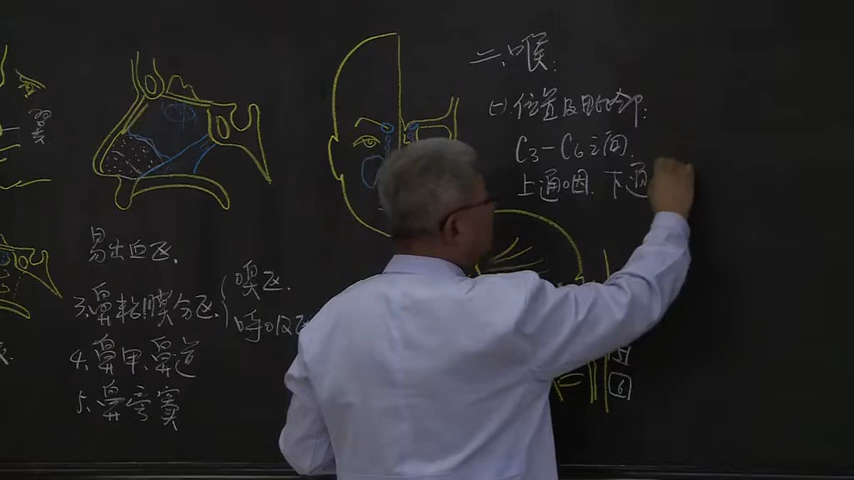 易出血区.
3.鼻粘膜分区.
嗅区.
呼吸区
4.鼻甲、鼻道
5.鼻旁窦
二、喉.
㈠.位置及毗邻:
C3-C6之间.
上通咽.下通
6